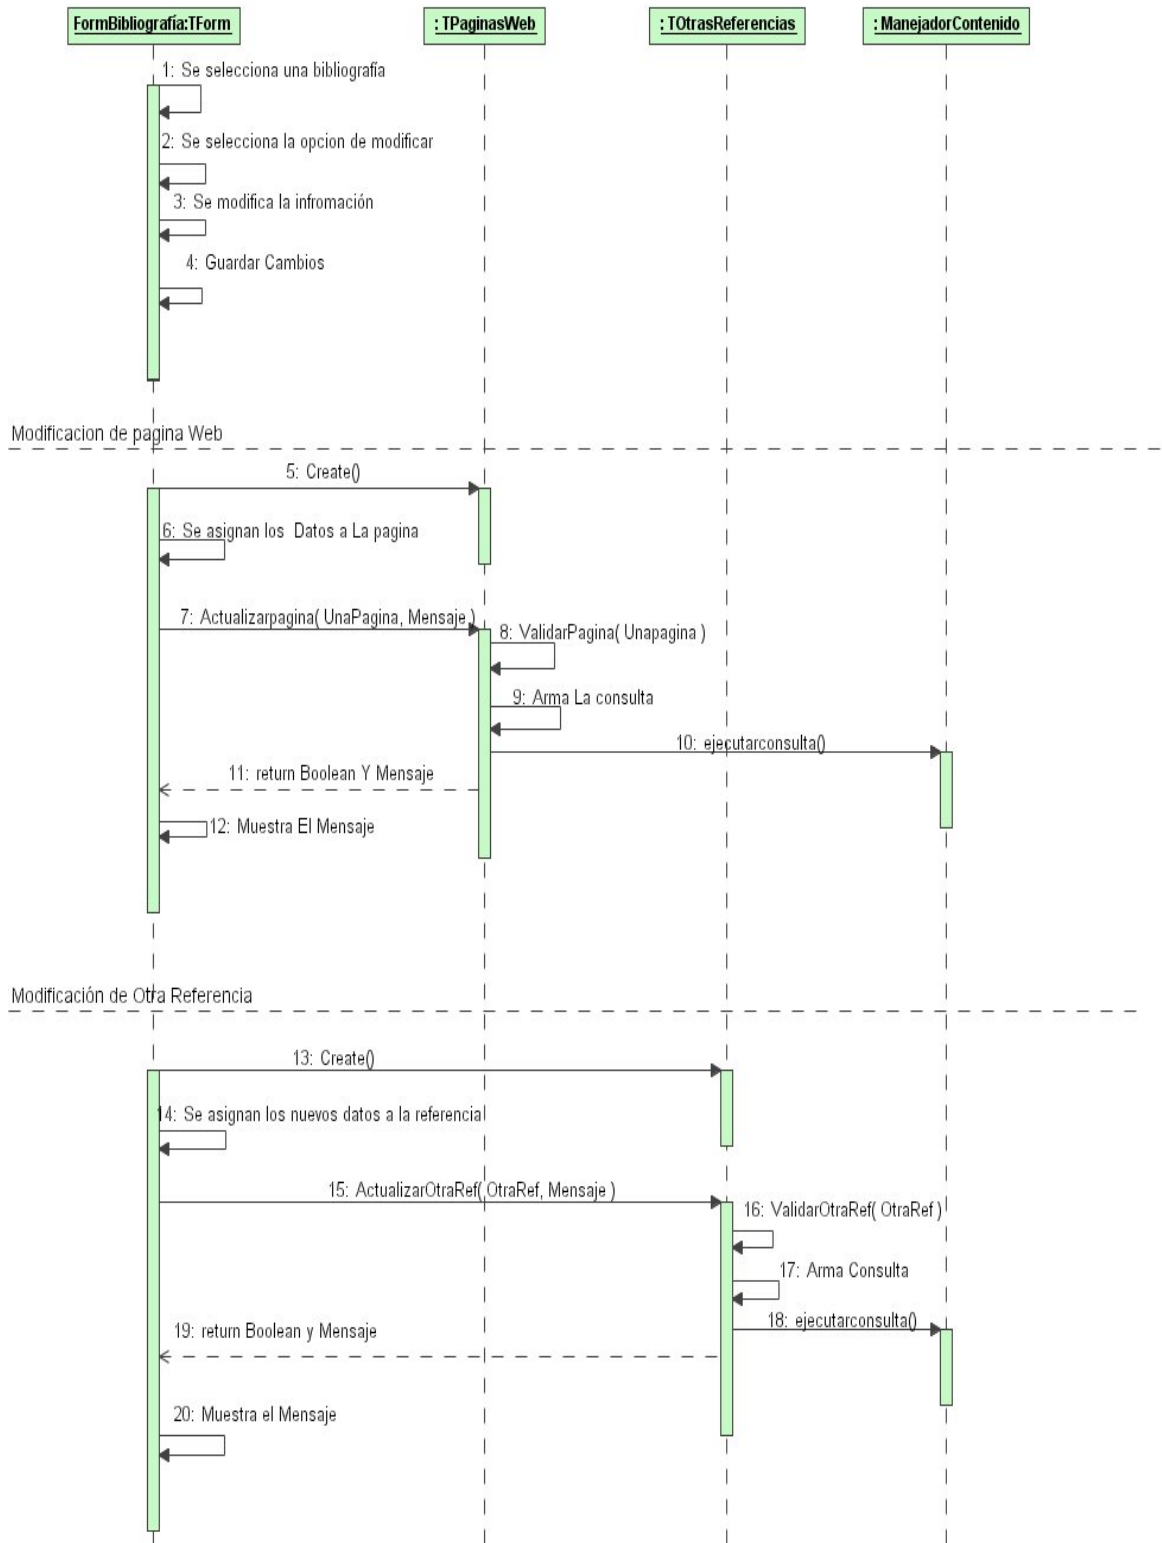 FormBibliografía:TForm
: TPaginasWeb
: TOtrasReferencias
: ManejadorContenido
1: Se selecciona una bibliografía
2: Se selecciona la opcion de modificar
3: Se modifica la infromación
4: Guardar Cambios
Modificacion de pagina Web
5: Create()
6: Se asignan los Datos a La pagina
7: Actualizarpagina( UnaPagina, Mensaje )
8: ValidarPagina( Unapagina )
9: Arma La consulta
10: ejecutarconsulta()
11: return Boolean Y Mensaje
12: Muestra El Mensaje
Modificación de Otra Referencia
13: Create()
14: Se asignan los nuevos datos a la referencia
15: ActualizarOtraRef( OtraRef, Mensaje )
16: ValidarOtraRef( OtraRef )
17: Arma Consulta
18: ejecutarconsulta()
19: return Boolean y Mensaje
20: Muestra el Mensaje